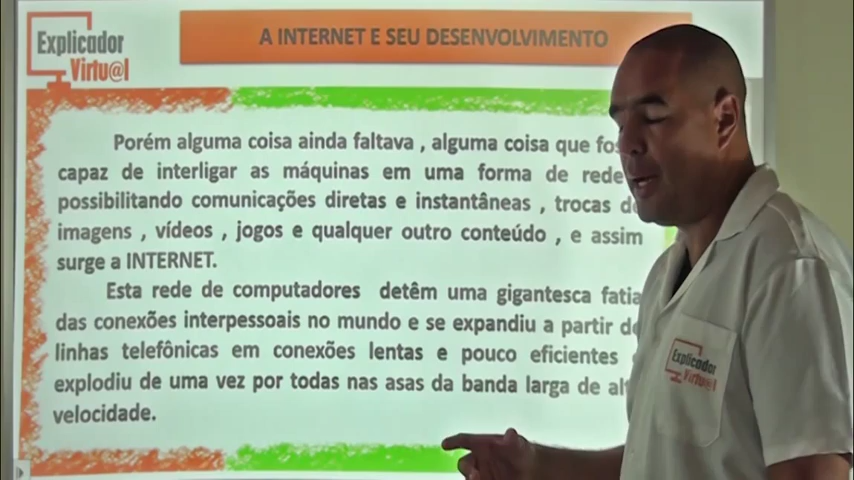 Explicador
Virtu@l
A INTERNET E SEU DESENVOLVIMENTO
Porém alguma coisa ainda faltava , alguma coisa que
capaz de interligar as máquinas em uma forma de rede
possibilitando comunicações diretas e instantâneas , trocas
imagens , vídeos , jogos e qualquer outro conteúdo , e assim
surge a INTERNET.
Esta rede de computadores detêm uma gigantesca fatia
das conexões interpessoais no mundo e se expandiu a partir
linhas telefônicas em conexões lentas e pouco eficientes
explodiu de uma vez por todas nas asas da banda larga de
velocidade.
Explicador
Virtu@l